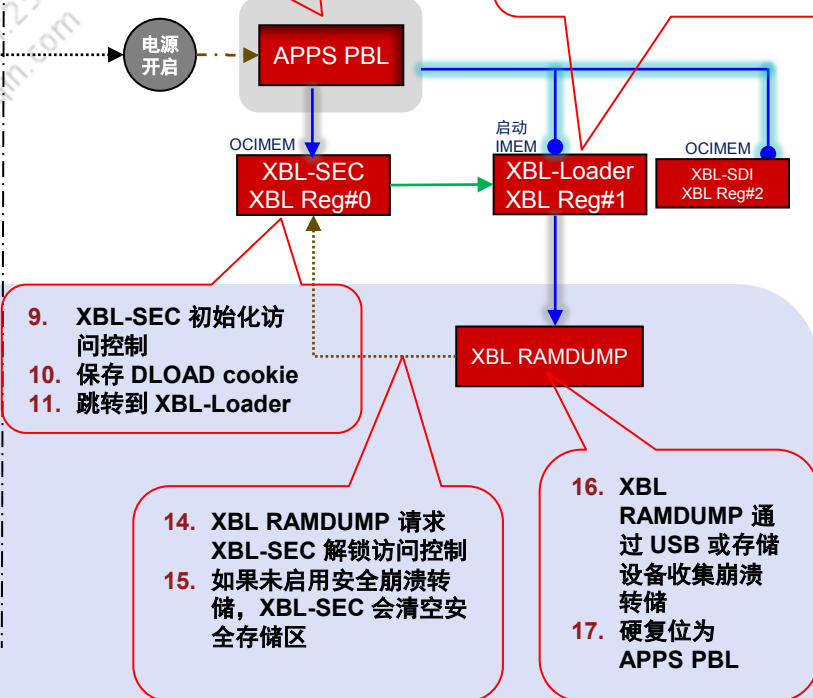 电源
开启
APPS PBL
OCIMEM
XBL-SEC
XBL Reg#0
启动
IMEM
XBL-Loader
XBL Reg#1
OCIMEM
XBL-SDI
XBL Reg#2
9. XBL-SEC 初始化访
问控制
10. 保存 DLOAD cookie
11. 跳转到 XBL-Loader
XBL RAMDUMP
14. XBL RAMDUMP 请求
XBL-SEC 解锁访问控制
15. 如果未启用安全崩溃转
储，XBL-SEC 会清空安
全存储区
16. XBL
RAMDUMP 通
过 USB 或存储
设备收集崩溃
转储
17. 硬复位为
APPS PBL